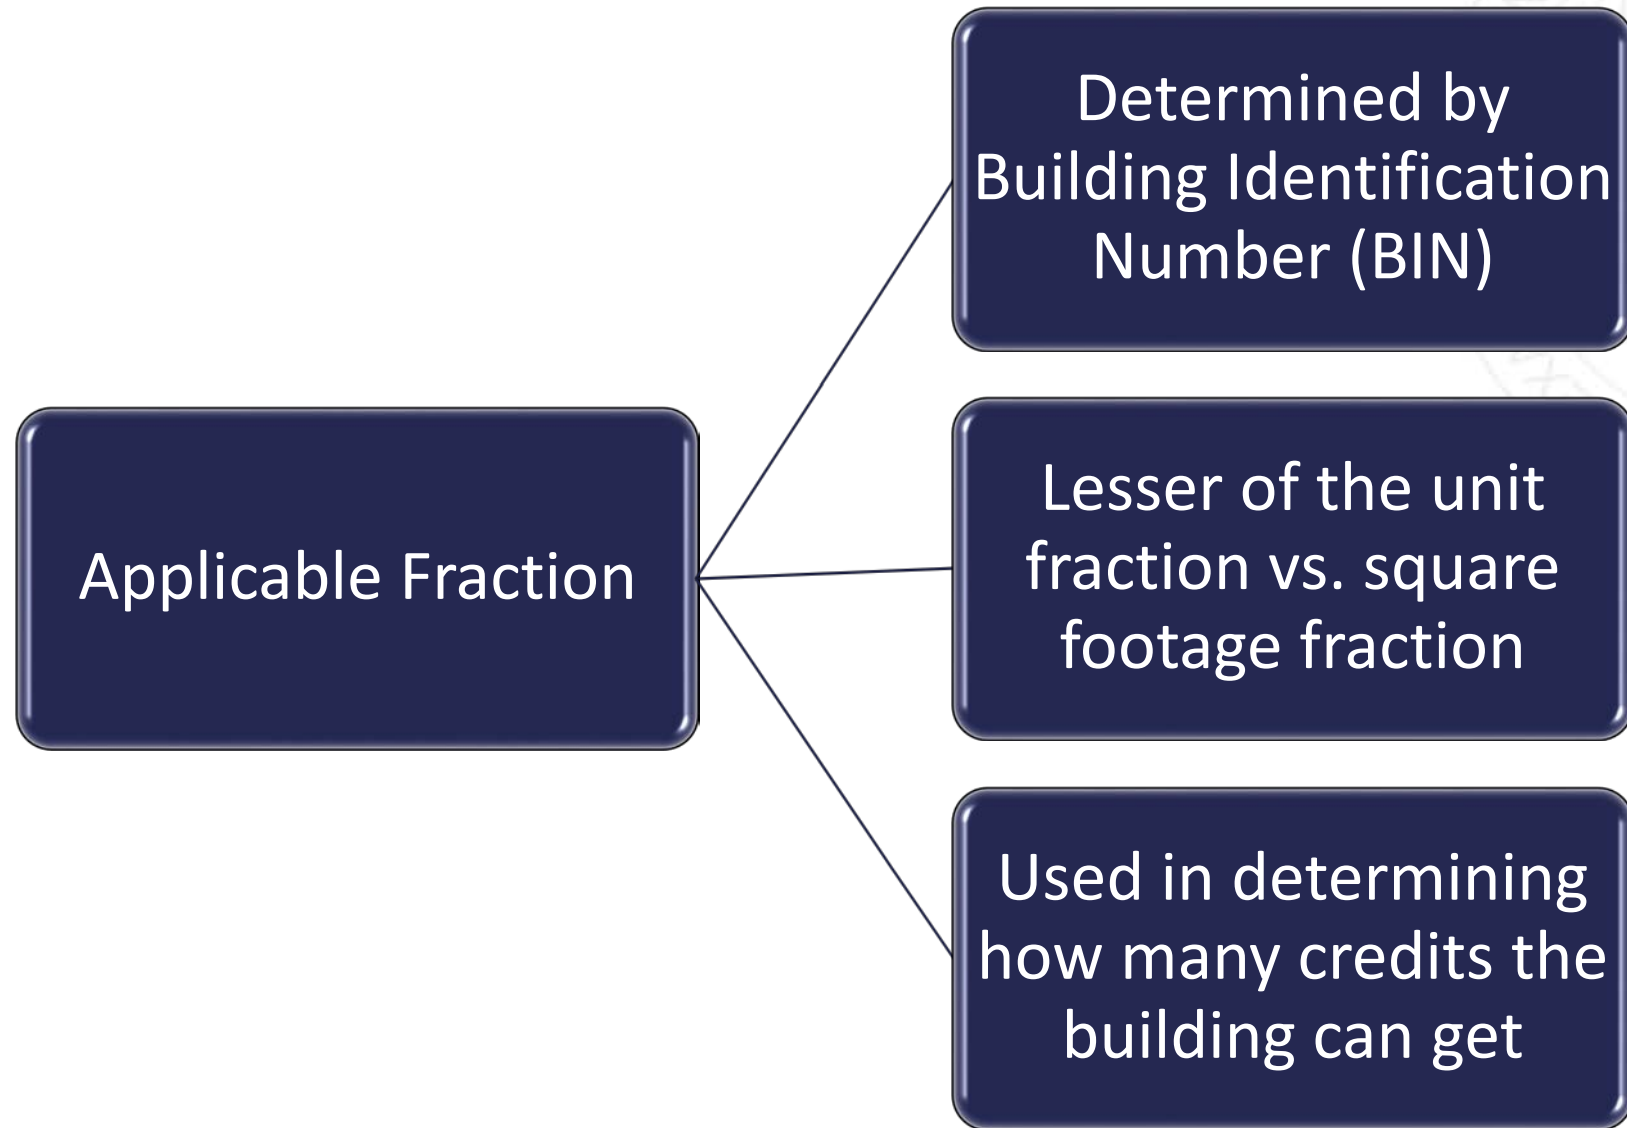 Applicable Fraction
Determined by
Building Identification
Number (BIN)
Lesser of the unit
fraction vs. square
footage fraction
Used in determining
how many credits the
building can get